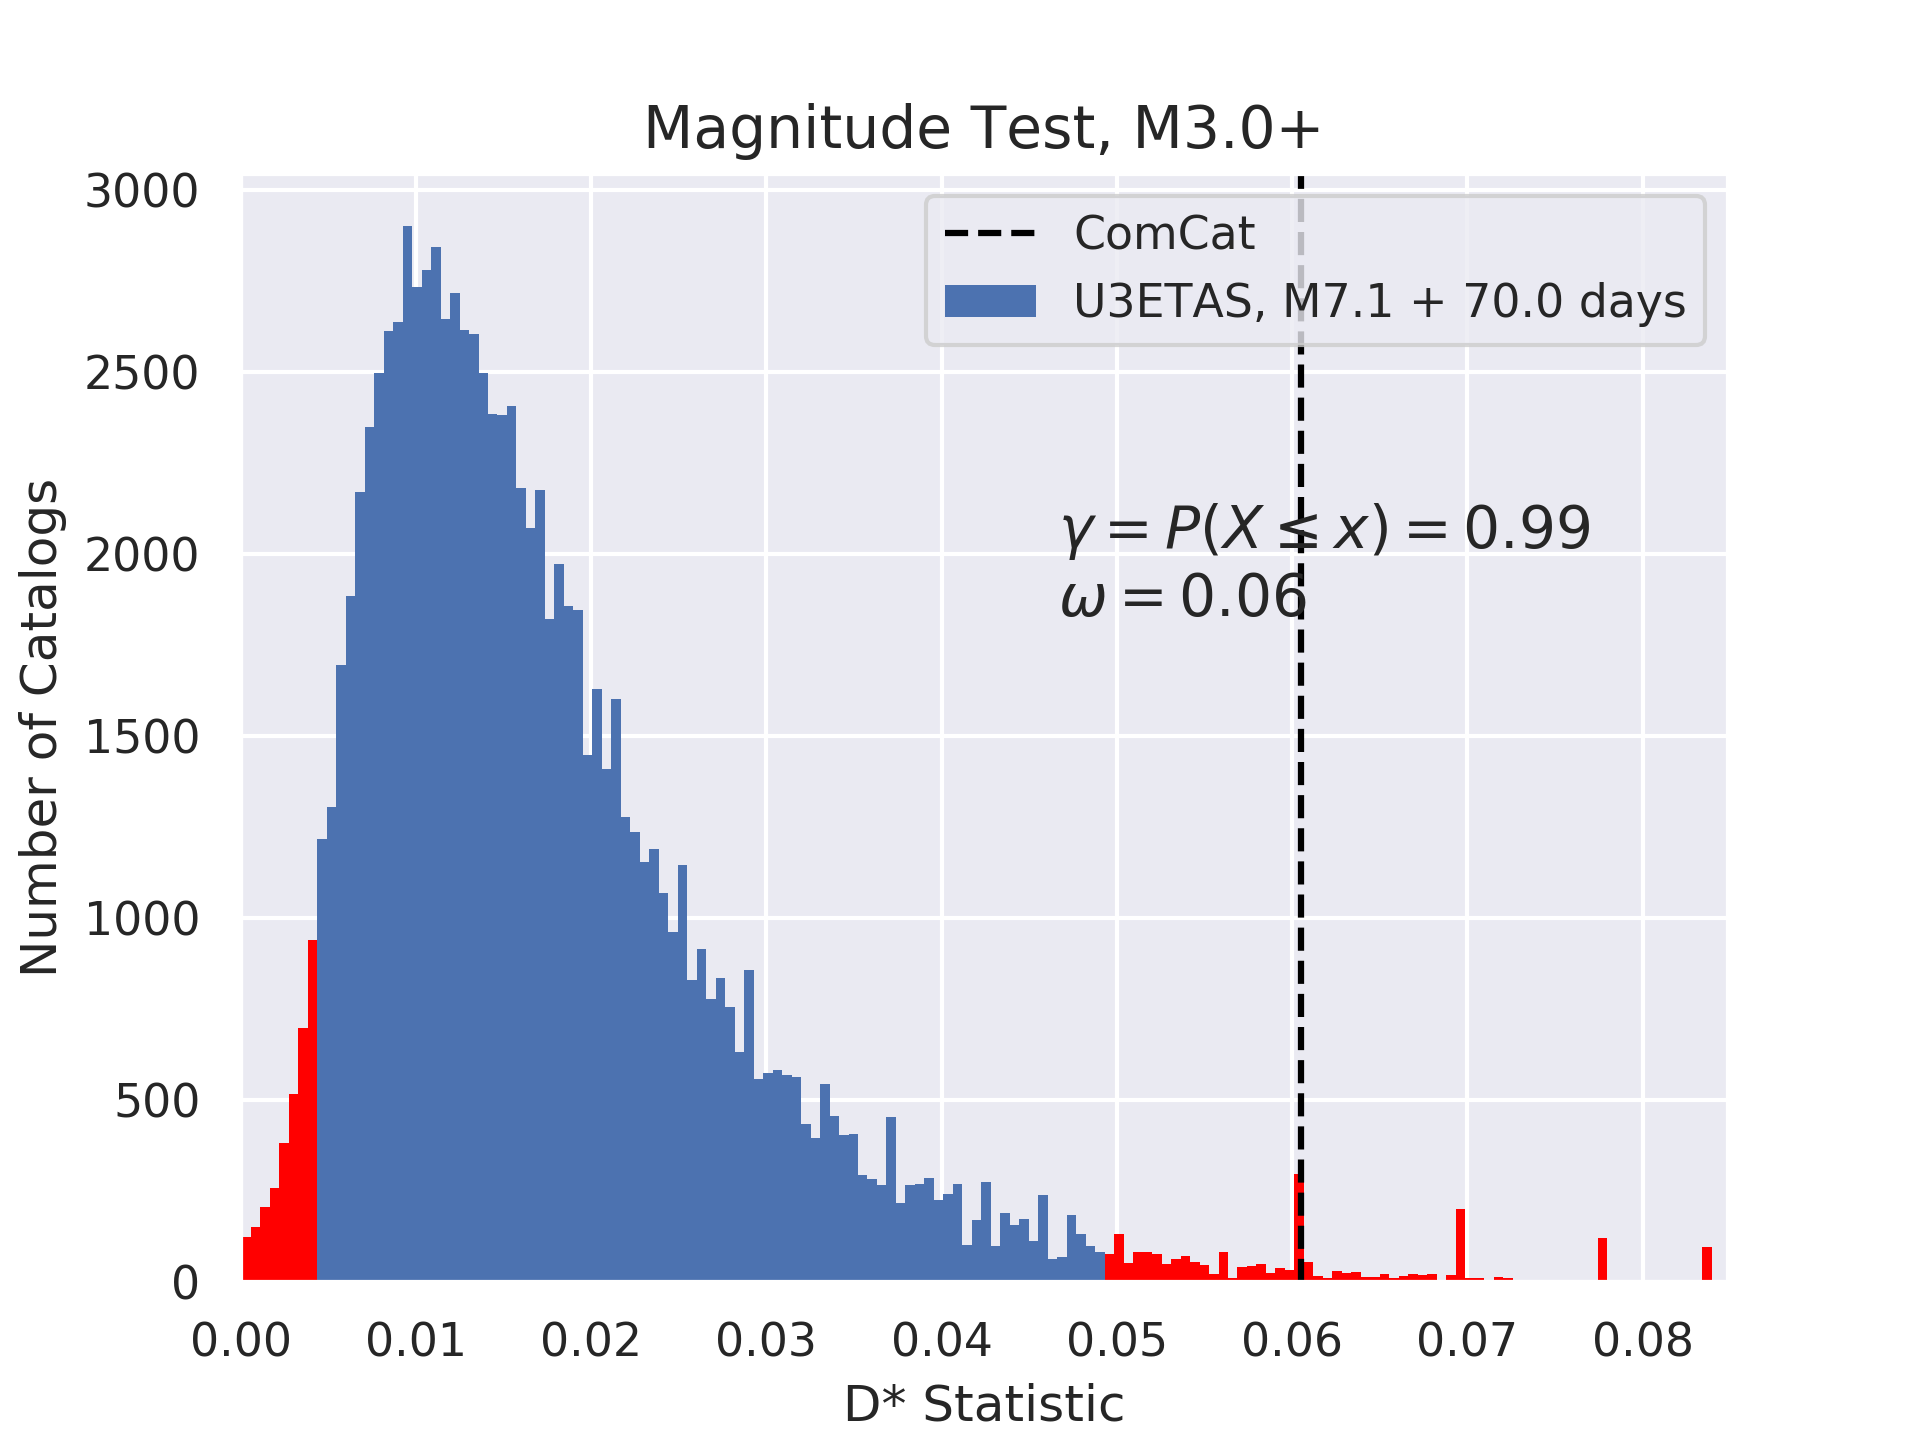 Magnitude Test, M3.0+
ComCat
U3ETAS, M7.1 + 70.0 days
γ = P(X ≤ x) = 0.99
ω = 0.06
Number of Catalogs
3000
2500
2000
1500
1000
500
0
0.00 0.01 0.02 0.03 0.04 0.05 0.06 0.07 0.08
D* Statistic